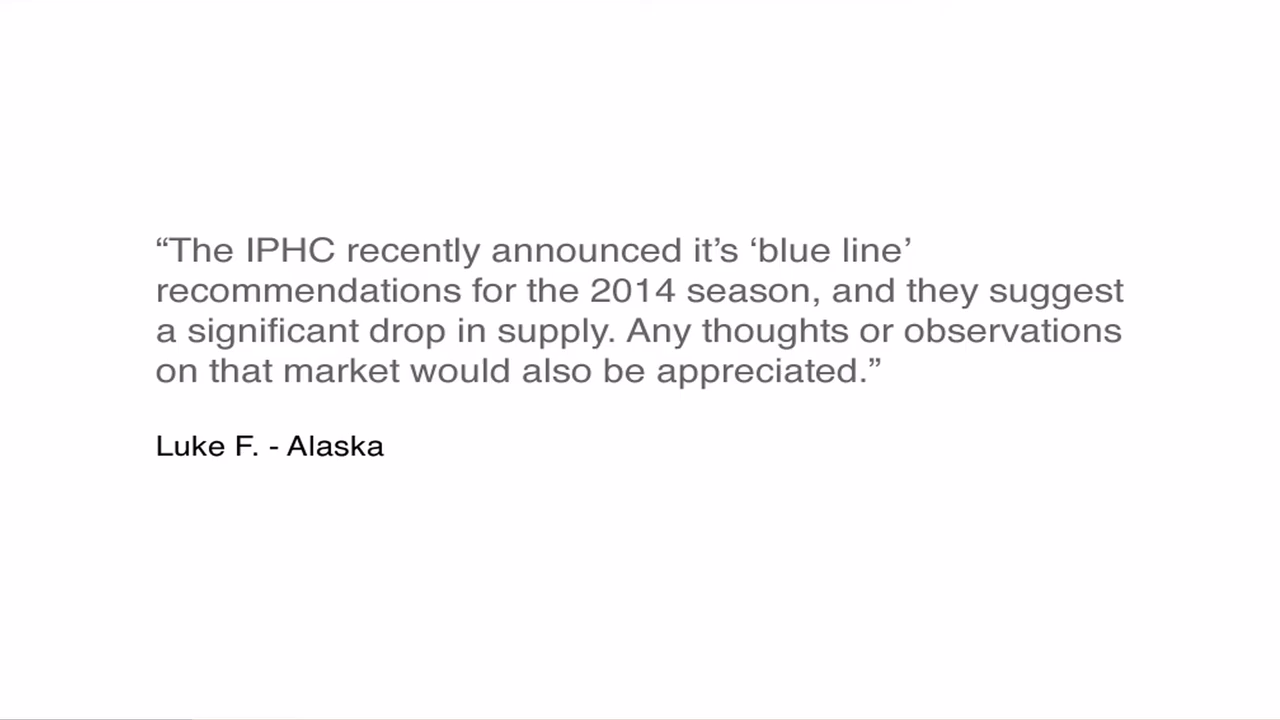 “The IPHC recently announced it’s ‘blue line’
recommendations for the 2014 season, and they suggest
a significant drop in supply. Any thoughts or observations
on that market would also be appreciated.”
Luke F. - Alaska